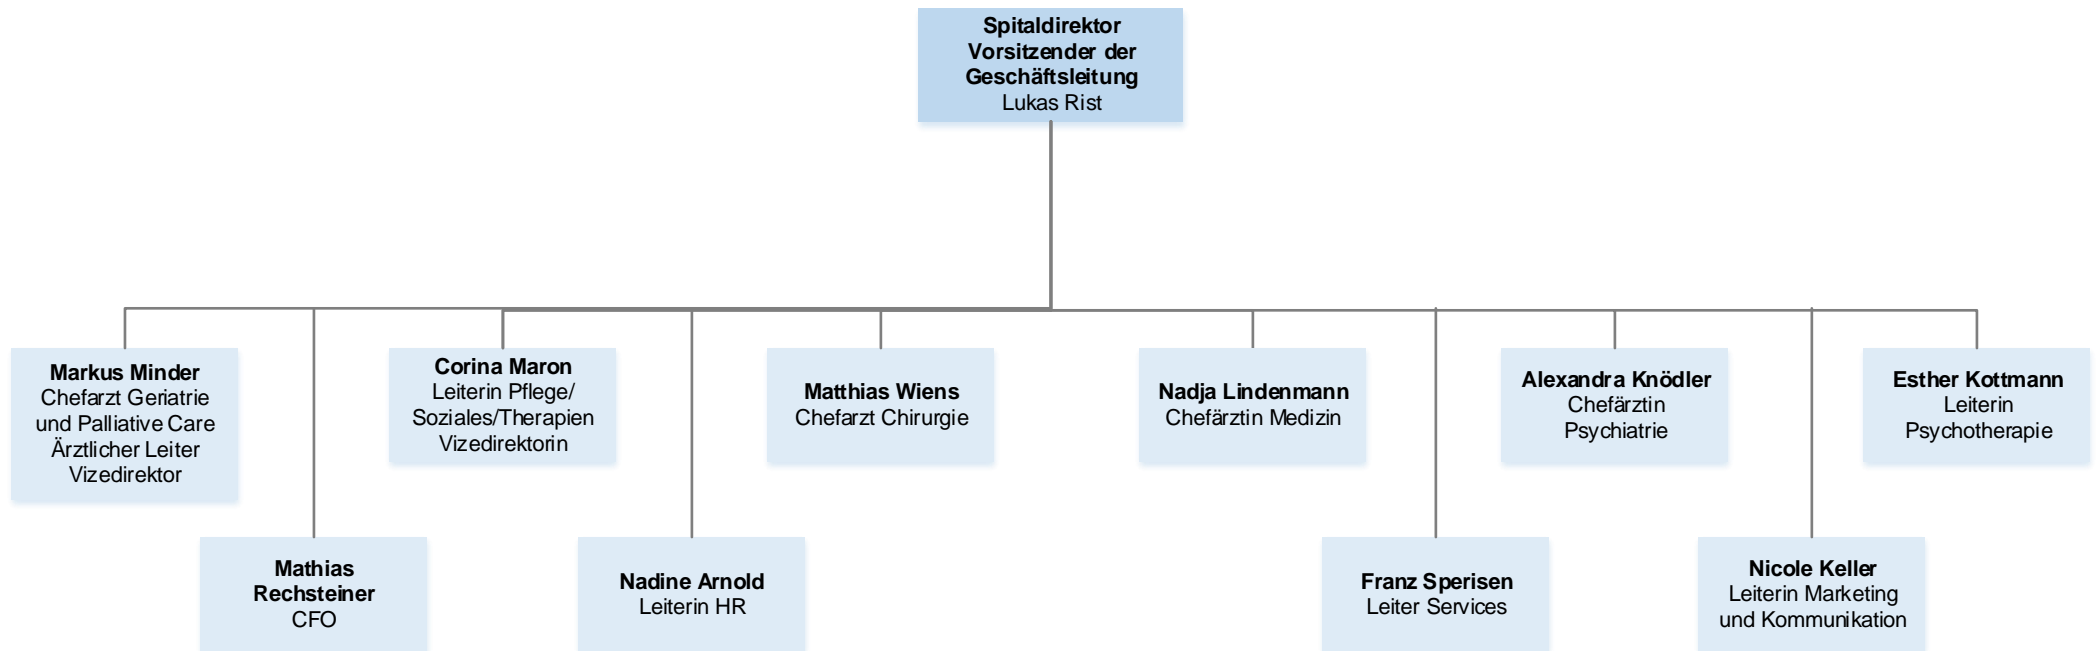 Spitaldirektor
Vorsitzender der
Geschäftsleitung
Lukas Rist
Markus Minder
Chefarzt Geriatrie
und Palliative Care
Ärztlicher Leiter
Vizedirektor
Corina Maron
Leiterin Pflege/
Soziales/Therapien
Vizedirektorin
Matthias Wiens
Chefarzt Chirurgie
Nadja Lindenmann
Chefärztin Medizin
Alexandra Knödler
Chefärztin
Psychiatrie
Esther Kottmann
Leiterin
Psychotherapie
Mathias
Rechsteiner
CFO
Nadine Arnold
Leiterin HR
Franz Sperisen
Leiter Services
Nicole Keller
Leiterin Marketing
und Kommunikation